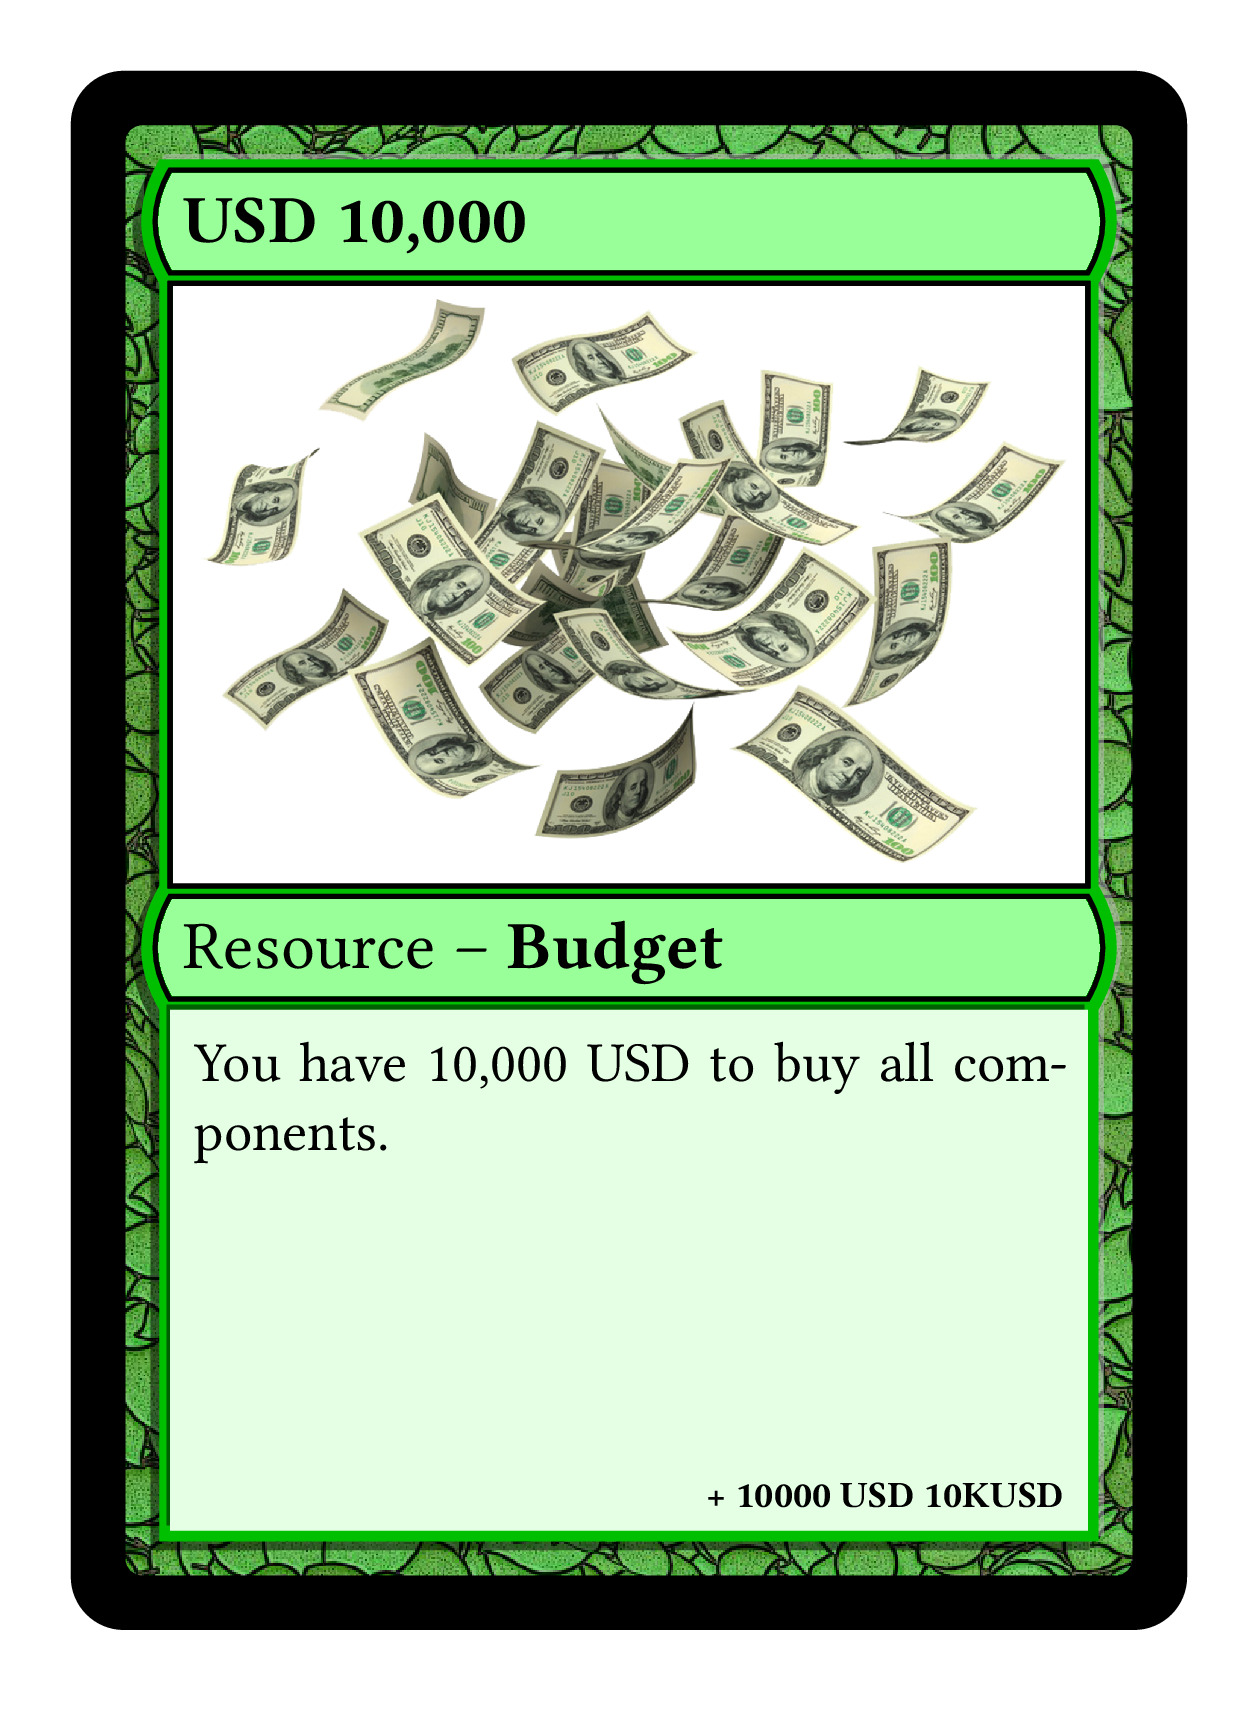 USD 10,000
Resource – Budget
You have 10,000 USD to buy all com-
ponents.
+ 10000 USD 10KUSD